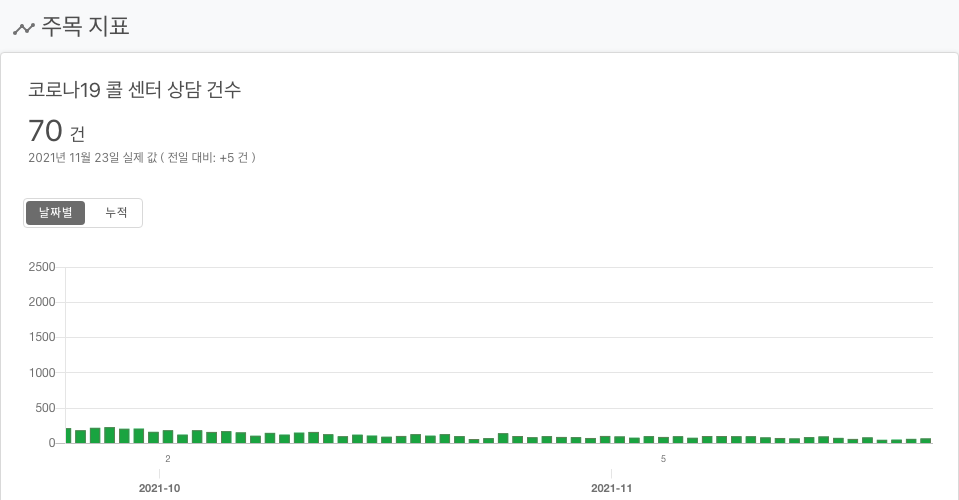 주목 지표
코로나19 콜 센터 상담 건수
70 건
2021년 11월 23일 실제 값 ( 전일 대비: +5 건 )
날짜별 누적
2500
2000
1500
1000
500
0
2 5
2021-10 2021-11